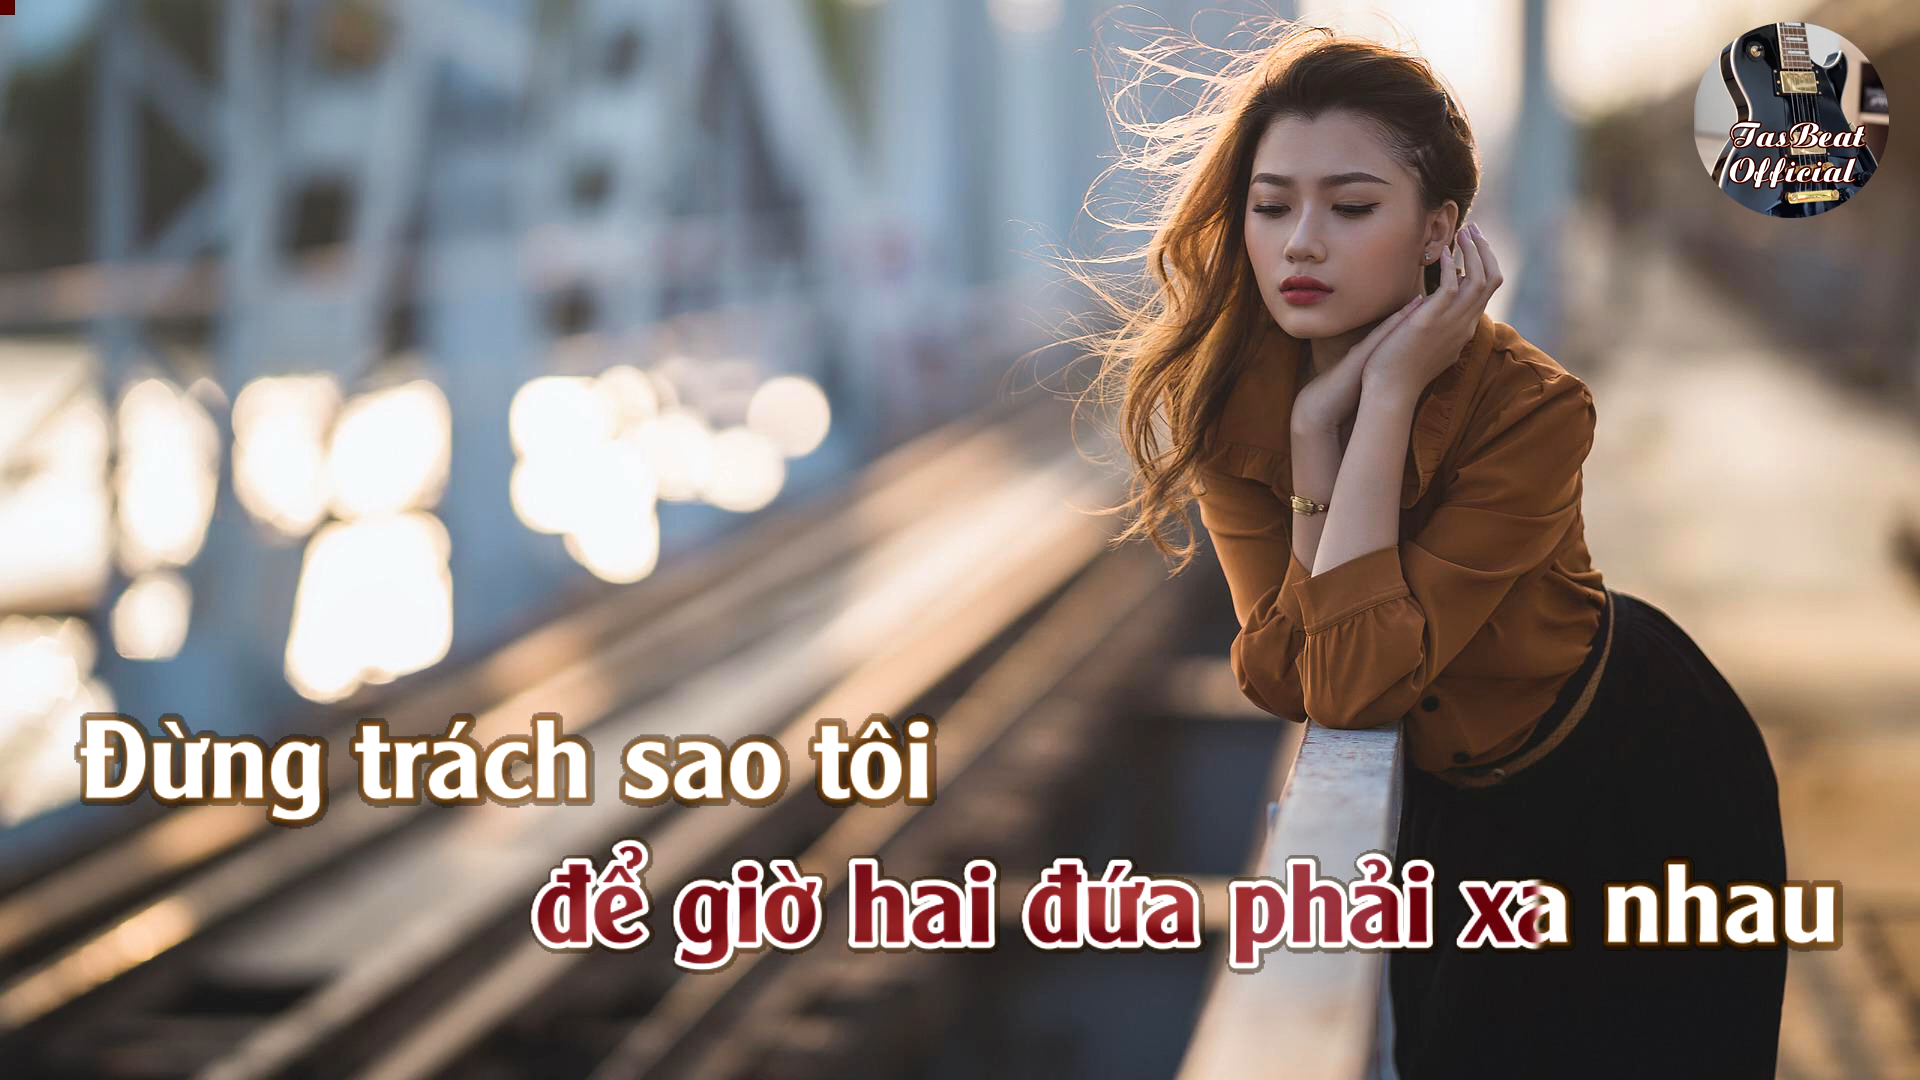 TasBeat
Official
Đừng trách sao tôi
để giờ hai đứa phải xa nhau